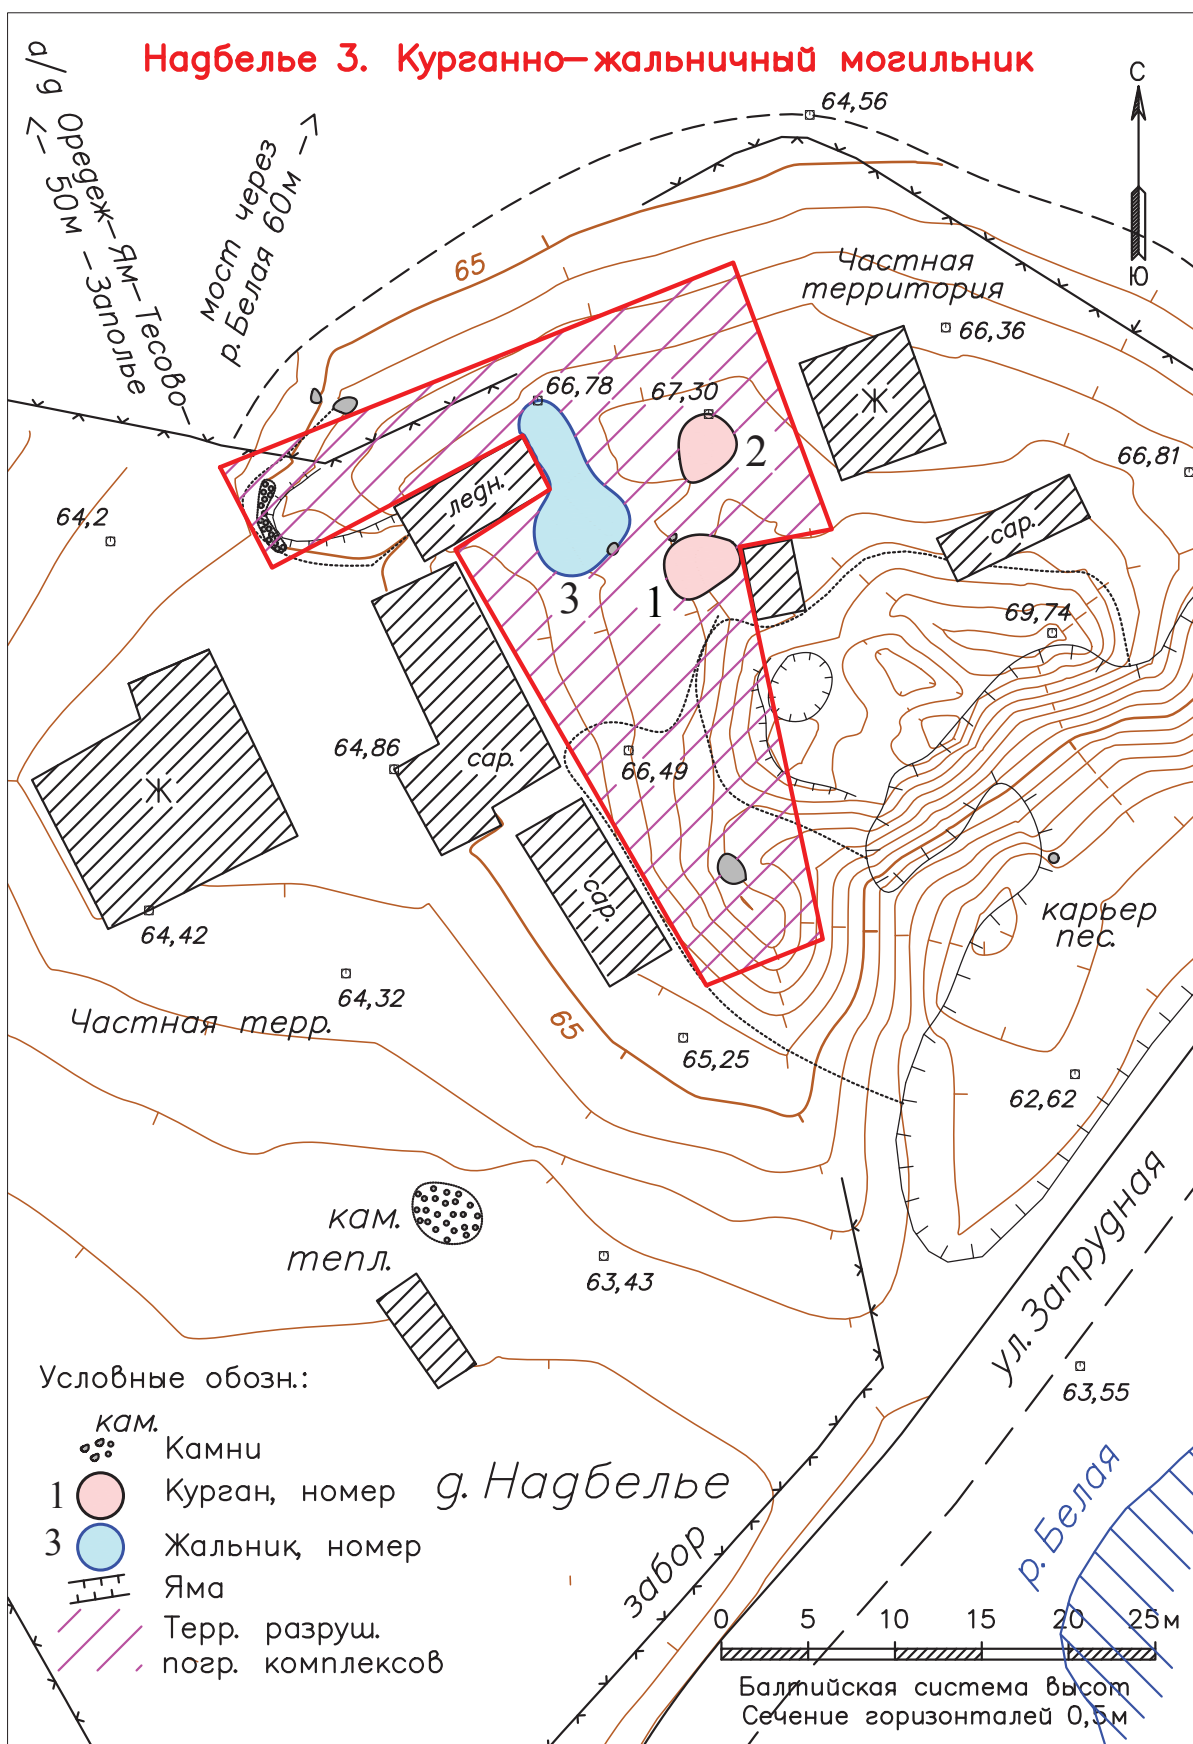 Надбелье 3. Курганно-жальничный могильник
а/д Оредеж-Ям-Тесово-
<- 50м -Заполье
мост через
р.Белая 60м ->
С
Ю
64,56
65
Частная
территория
66,36
Ж
66,78
67,30
2
66,81
ледн.
сар.
64,2
3
1
69,74
64,86
сар.
66,49
Ж
сар.
карьер
пес.
64,42
64,32
Частная терр.
65
65,25
62,62
кам.
тепл.
63,43
ул. Запрудная
63,55
д. Надбелье
забор
р. Белая
Условные обозн.:
кам.
Камни
1 Курган, номер
3 Жальник, номер
Яма
Терр. разруш.
погр. комплексов
0 5 10 15 20 25м
Балтийская система высот
Сечение горизонталей 0,5м